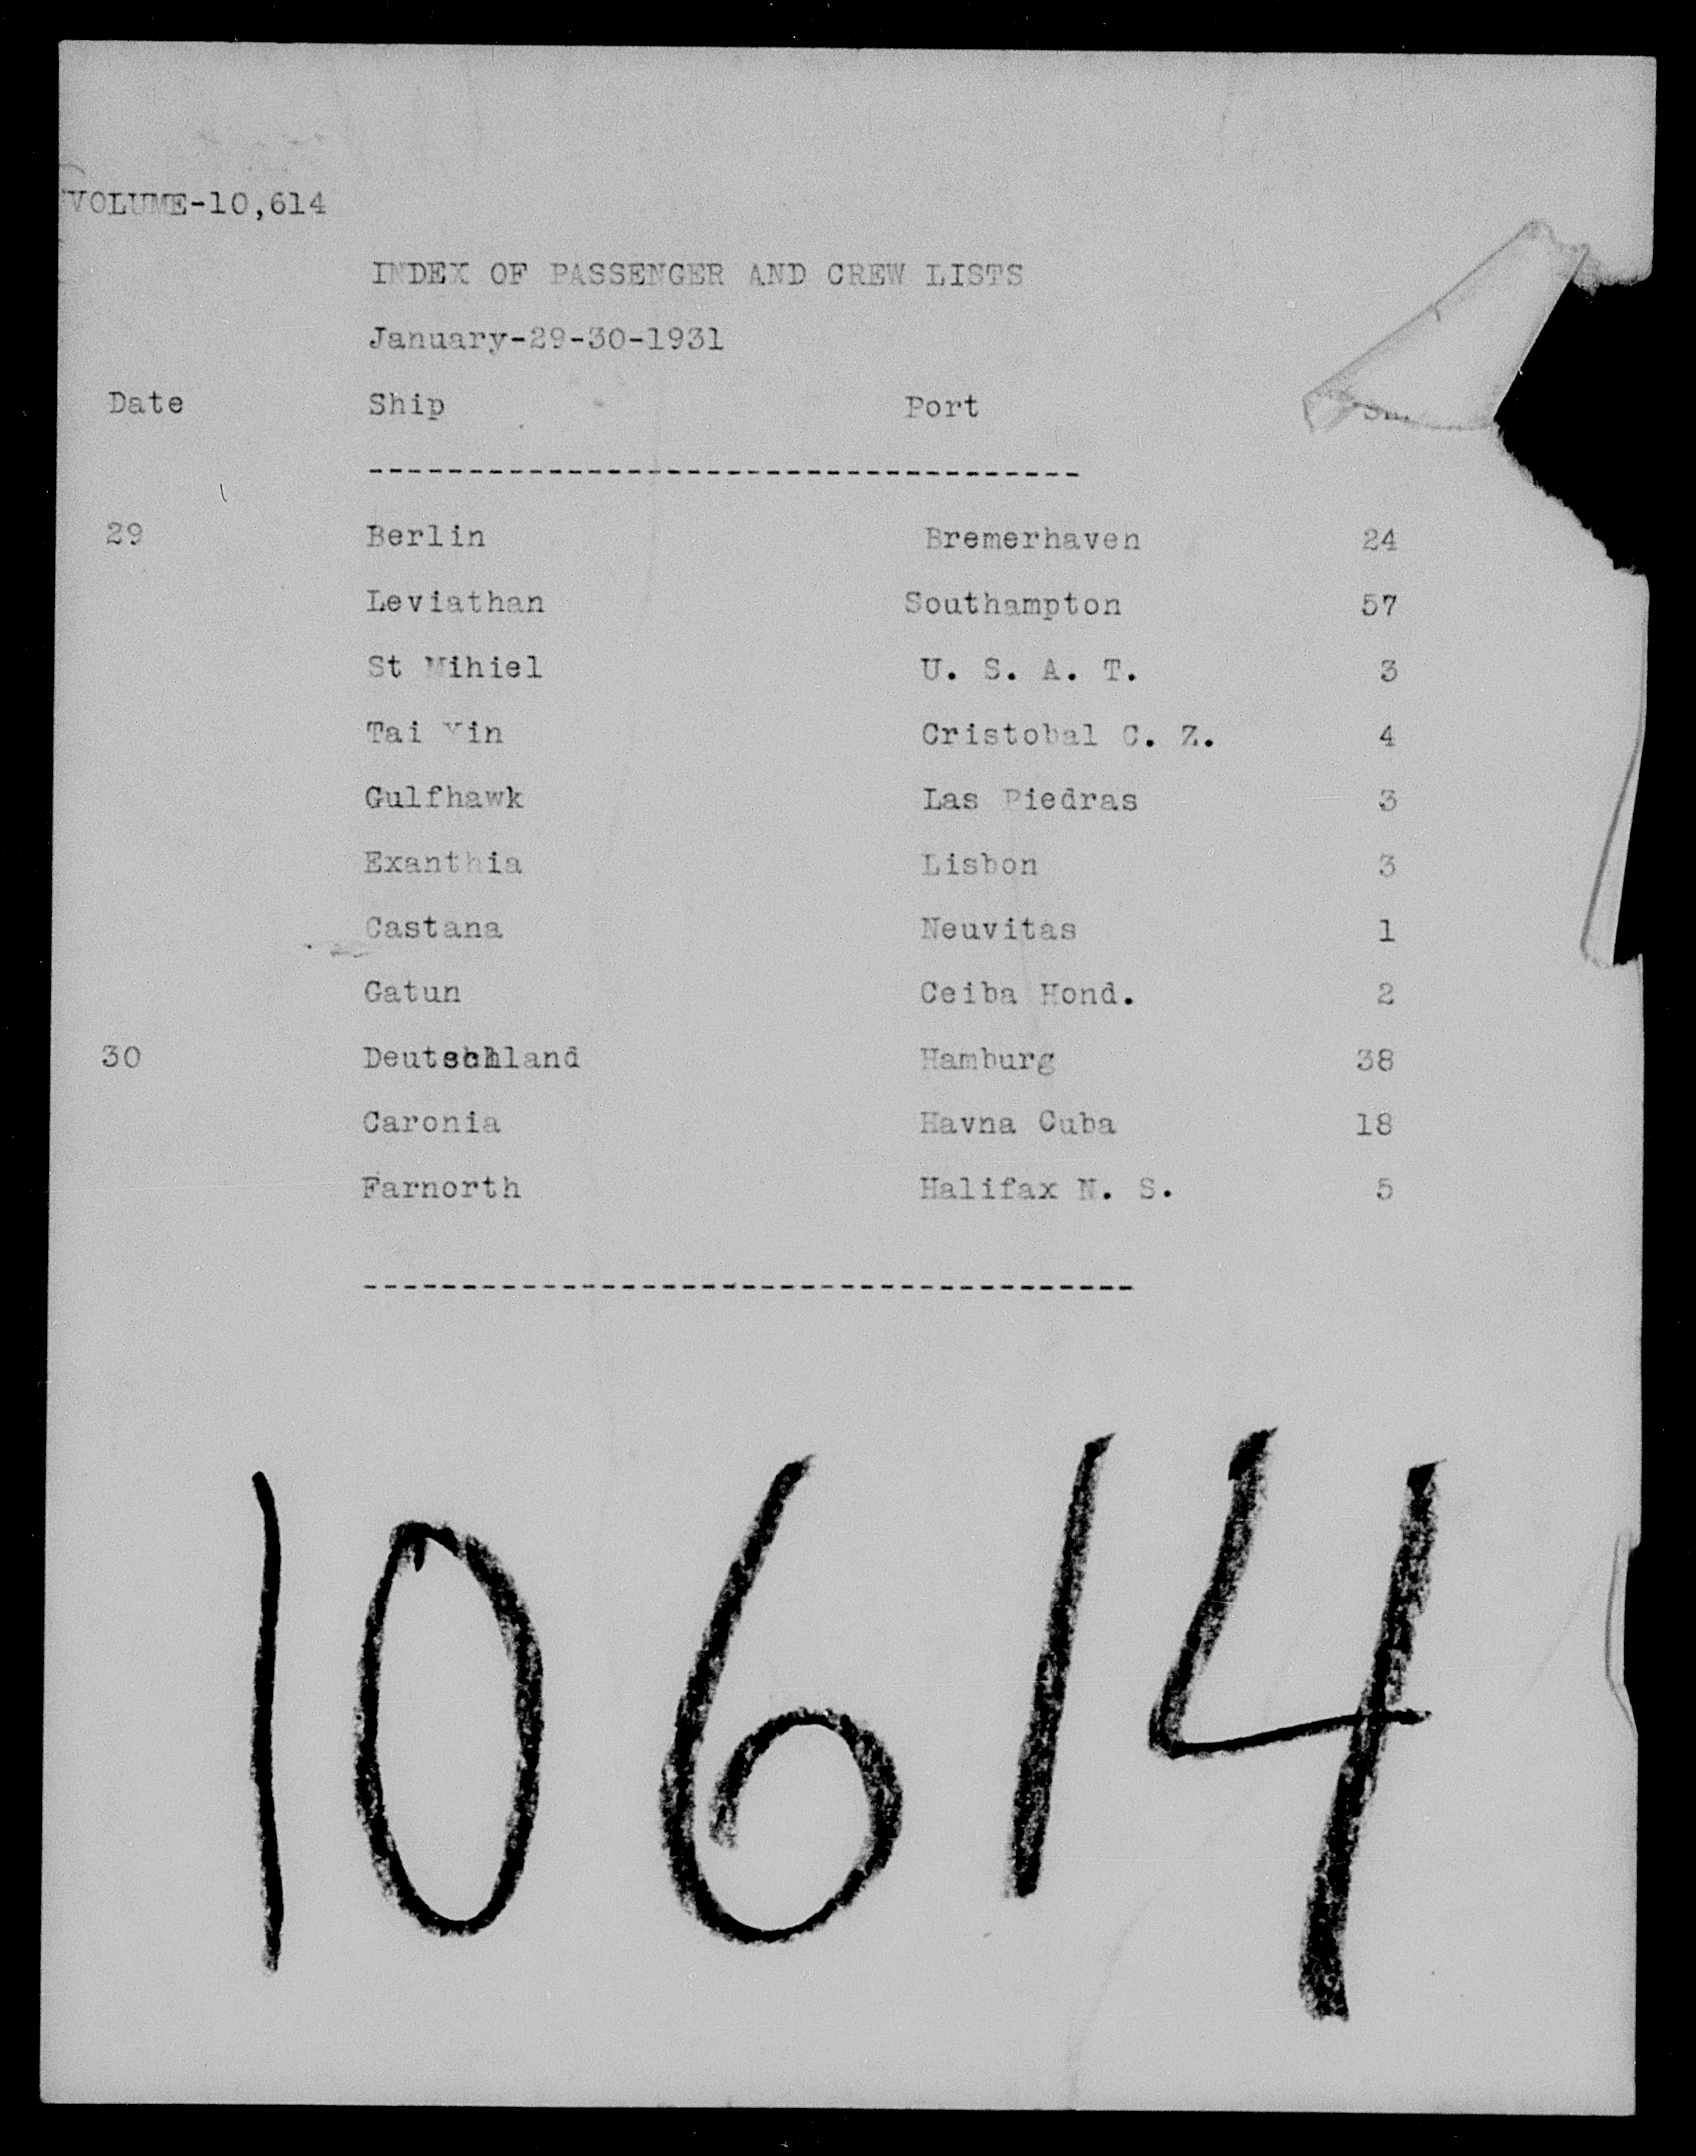 VOLUME-10,614
INDEX OF PASSENGER AND CREW LISTS
January-29-30-1931
Date Ship Port
29 Berlin Bremerhaven 24
Leviathan Southampton 57
St Mihiel U. S. A. T. 3
Tai Yin Cristobal C. Z. 4
Gulfhawk Las Piedras 3
Exanthia Lisbon 3
Castana Neuvitas 1
Gatun Ceiba Hond. 2
30 Deutschland Hamburg 38
Caronia Havna Cuba 18
Farnorth Halifax N. S. 5
10614